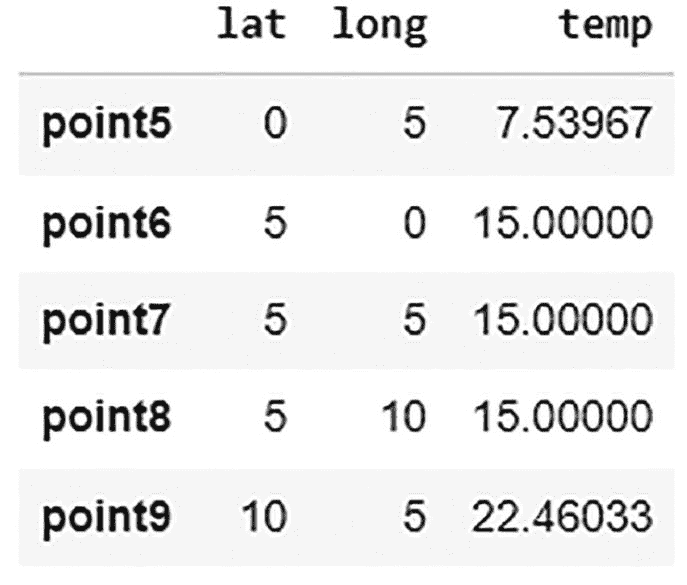 lat long temp
point5 0 5 7.53967
point6 5 0 15.00000
point7 5 5 15.00000
point8 5 10 15.00000
point9 10 5 22.46033